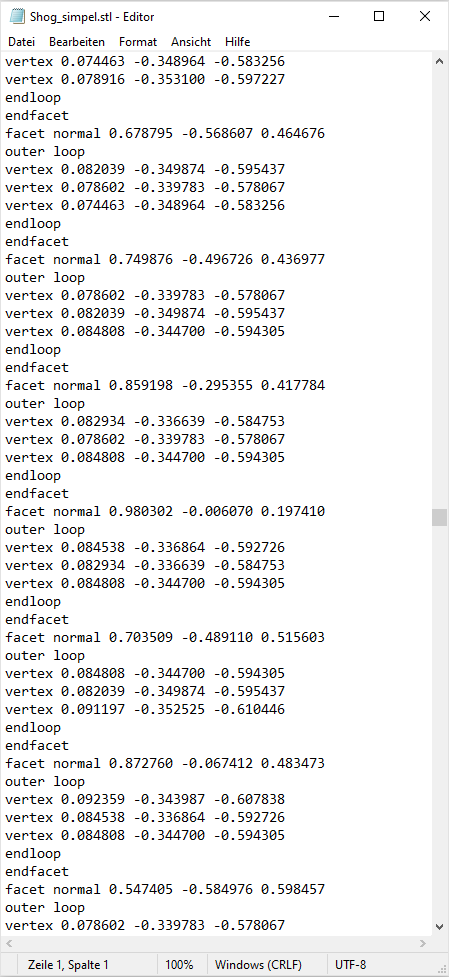 Shog_simpel.stl - Editor
Datei Bearbeiten Format Ansicht Hilfe
vertex 0.074463 -0.348964 -0.583256
vertex 0.078916 -0.353100 -0.597227
endloop
endfacet
facet normal 0.678795 -0.568607 0.464676
outer loop
vertex 0.082039 -0.349874 -0.595437
vertex 0.078602 -0.339783 -0.578067
vertex 0.074463 -0.348964 -0.583256
endloop
endfacet
facet normal 0.749876 -0.496726 0.436977
outer loop
vertex 0.078602 -0.339783 -0.578067
vertex 0.082039 -0.349874 -0.595437
vertex 0.084808 -0.344700 -0.594305
endloop
endfacet
facet normal 0.859198 -0.295355 0.417784
outer loop
vertex 0.082934 -0.336639 -0.584753
vertex 0.078602 -0.339783 -0.578067
vertex 0.084808 -0.344700 -0.594305
endloop
endfacet
facet normal 0.980302 -0.006070 0.197410
outer loop
vertex 0.084538 -0.336864 -0.592726
vertex 0.082934 -0.336639 -0.584753
vertex 0.084808 -0.344700 -0.594305
endloop
endfacet
facet normal 0.703509 -0.489110 0.515603
outer loop
vertex 0.084808 -0.344700 -0.594305
vertex 0.082039 -0.349874 -0.595437
vertex 0.091197 -0.352525 -0.610446
endloop
endfacet
facet normal 0.872760 -0.067412 0.483473
outer loop
vertex 0.092359 -0.343987 -0.607838
vertex 0.084538 -0.336864 -0.592726
vertex 0.084808 -0.344700 -0.594305
endloop
endfacet
facet normal 0.547405 -0.584976 0.598457
outer loop
vertex 0.078602 -0.339783 -0.578067
Zeile 1, Spalte 1 100% Windows (CRLF) UTF-8